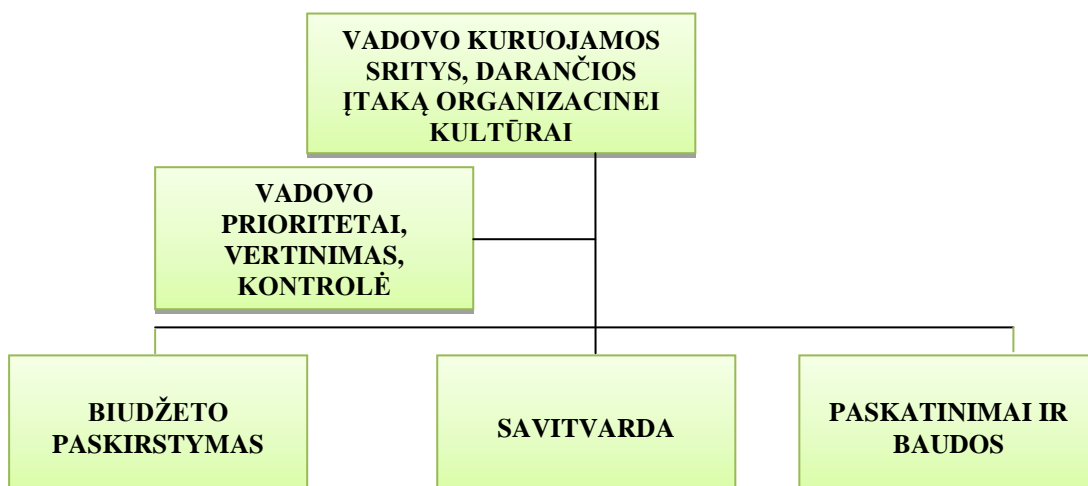 VADOVO KURUOJAMOS
SRITYS, DARANČIOS
ĮTAKĄ ORGANIZACINEI
KULTŪRAI
VADOVO
PRIORITETAI,
VERTINIMAS,
KONTROLĖ
BIUDŽETO
PASKIRSTYMAS
SAVITVARDA
PASKATINIMAI IR
BAUDOS